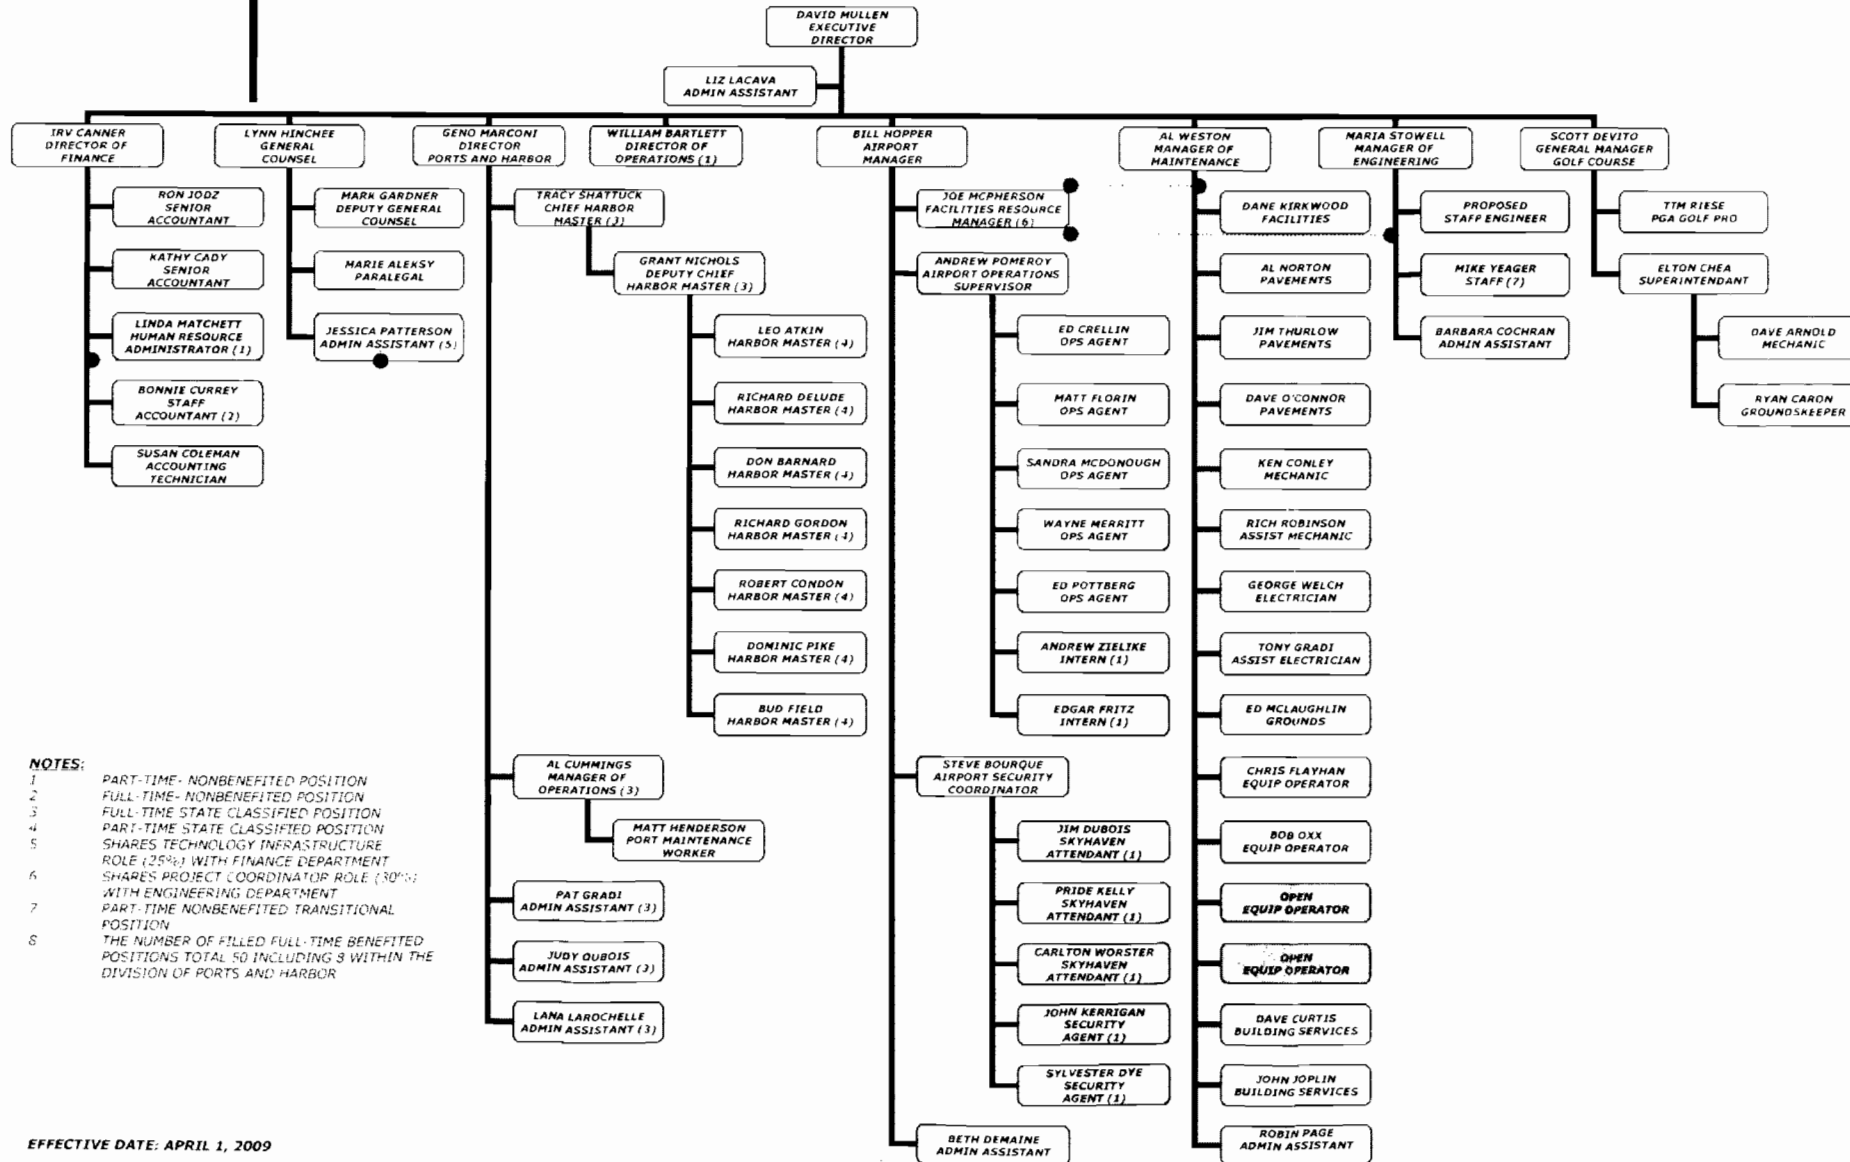 DAVID MULLEN
EXECUTIVE
DIRECTOR
LIZ LACAVA
ADMIN ASSISTANT
IRV CANNER
DIRECTOR OF
FINANCE
RON JODZ
SENIOR
ACCOUNTANT
KATHY CADY
SENIOR
ACCOUNTANT
LINDA MATCHETT
HUMAN RESOURCE
ADMINISTRATOR (1)
BONNIE CURREY
STAFF
ACCOUNTANT (2)
SUSAN COLEMAN
ACCOUNTING
TECHNICIAN
LYNN HINCHEE
GENERAL
COUNSEL
MARK GARDNER
DEPUTY GENERAL
COUNSEL
MARIE ALEKSY
PARALEGAL
JESSICA PATTERSON
ADMIN ASSISTANT (5)
GENO MARCONI
DIRECTOR
PORTS AND HARBOR
TRACY SHATTUCK
CHIEF HARBOR
MASTER (3)
GRANT NICHOLS
DEPUTY CHIEF
HARBOR MASTER (3)
LEO ATKIN
HARBOR MASTER (4)
RICHARD DELUDE
HARBOR MASTER (4)
DON BARNARD
HARBOR MASTER (4)
RICHARD GORDON
HARBOR MASTER (4)
ROBERT CONDON
HARBOR MASTER (4)
DOMINIC PIKE
HARBOR MASTER (4)
BUD FIELD
HARBOR MASTER (4)
AL CUMMINGS
MANAGER OF
OPERATIONS (3)
MATT HENDERSON
PORT MAINTENANCE
WORKER
PAT GRADI
ADMIN ASSISTANT (3)
JUDY DUBOIS
ADMIN ASSISTANT (3)
LANA LAROCHELLE
ADMIN ASSISTANT (3)
WILLIAM BARTLETT
DIRECTOR OF
OPERATIONS (1)
BILL HOPPER
AIRPORT
MANAGER
JOE MCPHERSON
FACILITIES RESOURCE
MANAGER (6)
ANDREW POMEROY
AIRPORT OPERATIONS
SUPERVISOR
ED CRELLIN
OPS AGENT
MATT FLORIN
OPS AGENT
SANDRA MCDONOUGH
OPS AGENT
WAYNE MERRITT
OPS AGENT
ED POTTBERG
OPS AGENT
ANDREW ZIELIKE
INTERN (1)
EDGAR FRITZ
INTERN (1)
STEVE BOURQUE
AIRPORT SECURITY
COORDINATOR
JIM DUBOIS
SKYHAVEN
ATTENDANT (1)
PRIDE KELLY
SKYHAVEN
ATTENDANT (1)
CARLTON WORSTER
SKYHAVEN
ATTENDANT (1)
JOHN KERRIGAN
SECURITY
AGENT (1)
SYLVESTER DYE
SECURITY
AGENT (1)
BETH DEMAINE
ADMIN ASSISTANT
AL WESTON
MANAGER OF
MAINTENANCE
DANE KIRKWOOD
FACILITIES
AL NORTON
PAVEMENTS
JIM THURLOW
PAVEMENTS
DAVE O'CONNOR
PAVEMENTS
KEN CONLEY
MECHANIC
RICH ROBINSON
ASSIST MECHANIC
GEORGE WELCH
ELECTRICIAN
TONY GRADI
ASSIST ELECTRICIAN
ED MCLAUGHLIN
GROUNDS
CHRIS FLAYHAN
EQUIP OPERATOR
BOB OXX
EQUIP OPERATOR
OPEN
EQUIP OPERATOR
OPEN
EQUIP OPERATOR
DAVE CURTIS
BUILDING SERVICES
JOHN JOPLIN
BUILDING SERVICES
ROBIN PAGE
ADMIN ASSISTANT
MARIA STOWELL
MANAGER OF
ENGINEERING
PROPOSED
STAFF ENGINEER
MIKE YEAGER
STAFF (7)
BARBARA COCHRAN
ADMIN ASSISTANT
SCOTT DEVITO
GENERAL MANAGER
GOLF COURSE
TIM RIESE
PGA GOLF PRO
ELTON CHEA
SUPERINTENDANT
DAVE ARNOLD
MECHANIC
RYAN CARON
GROUNDSKEEPER
NOTES:
1 PART-TIME- NONBENEFITED POSITION
2 FULL-TIME- NONBENEFITED POSITION
3 FULL-TIME STATE CLASSIFIED POSITION
4 PART-TIME STATE CLASSIFIED POSITION
5 SHARES TECHNOLOGY INFRASTRUCTURE
ROLE (25%) WITH FINANCE DEPARTMENT
6 SHARES PROJECT COORDINATOR ROLE (30%)
WITH ENGINEERING DEPARTMENT
7 PART-TIME NONBENEFITED TRANSITIONAL
POSITION
8 THE NUMBER OF FILLED FULL-TIME BENEFITED
POSITIONS TOTAL 50 INCLUDING 8 WITHIN THE
DIVISION OF PORTS AND HARBOR
EFFECTIVE DATE: APRIL 1, 2009